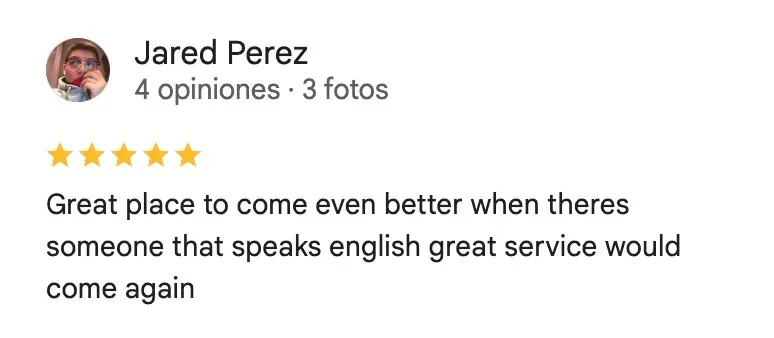 Jared Perez
4 opiniones · 3 fotos
Great place to come even better when theres
someone that speaks english great service would
come again